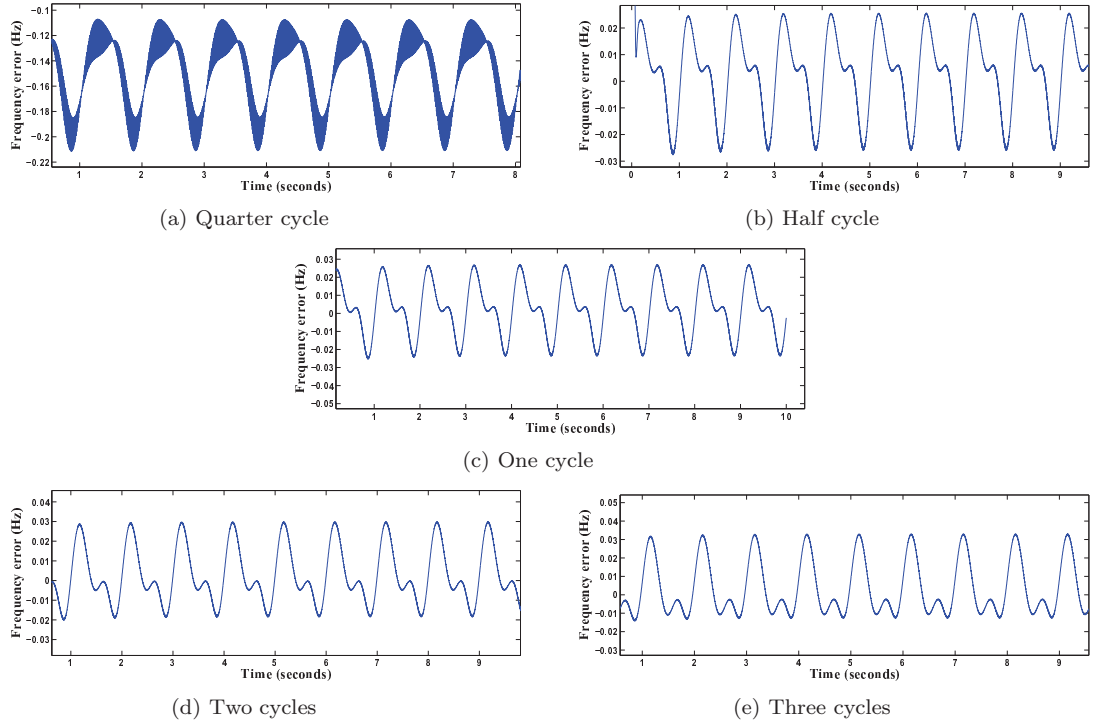 Frequency error (Hz)
−0.1
−0.12
−0.14
−0.16
−0.18
−0.2
−0.22
1 2 3 4 5 6 7 8
Time (seconds)
(a) Quarter cycle
Frequency error (Hz)
0.02
0.01
0
−0.01
−0.02
−0.03
0 1 2 3 4 5 6 7 8 9
Time (seconds)
(b) Half cycle
Frequency error (Hz)
0.03
0.02
0.01
0
−0.01
−0.02
−0.03
−0.04
−0.05
1 2 3 4 5 6 7 8 9 10
Time (seconds)
(c) One cycle
Frequency error (Hz)
0.04
0.03
0.02
0.01
0
−0.01
−0.02
−0.03
1 2 3 4 5 6 7 8 9
Time (seconds)
(d) Two cycles
Frequency error (Hz)
0.05
0.04
0.03
0.02
0.01
0
−0.01
−0.02
−0.03
1 2 3 4 5 6 7 8 9
Time (seconds)
(e) Three cycles